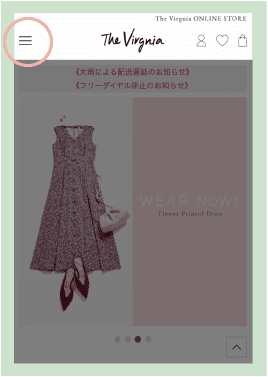 The Virgnia ONLINE STORE
The Virgnia
《大雨による配送遅延のお知らせ》
《フリーダイヤル休止のお知らせ》
WEAR NOW!
Flower Printed Dress